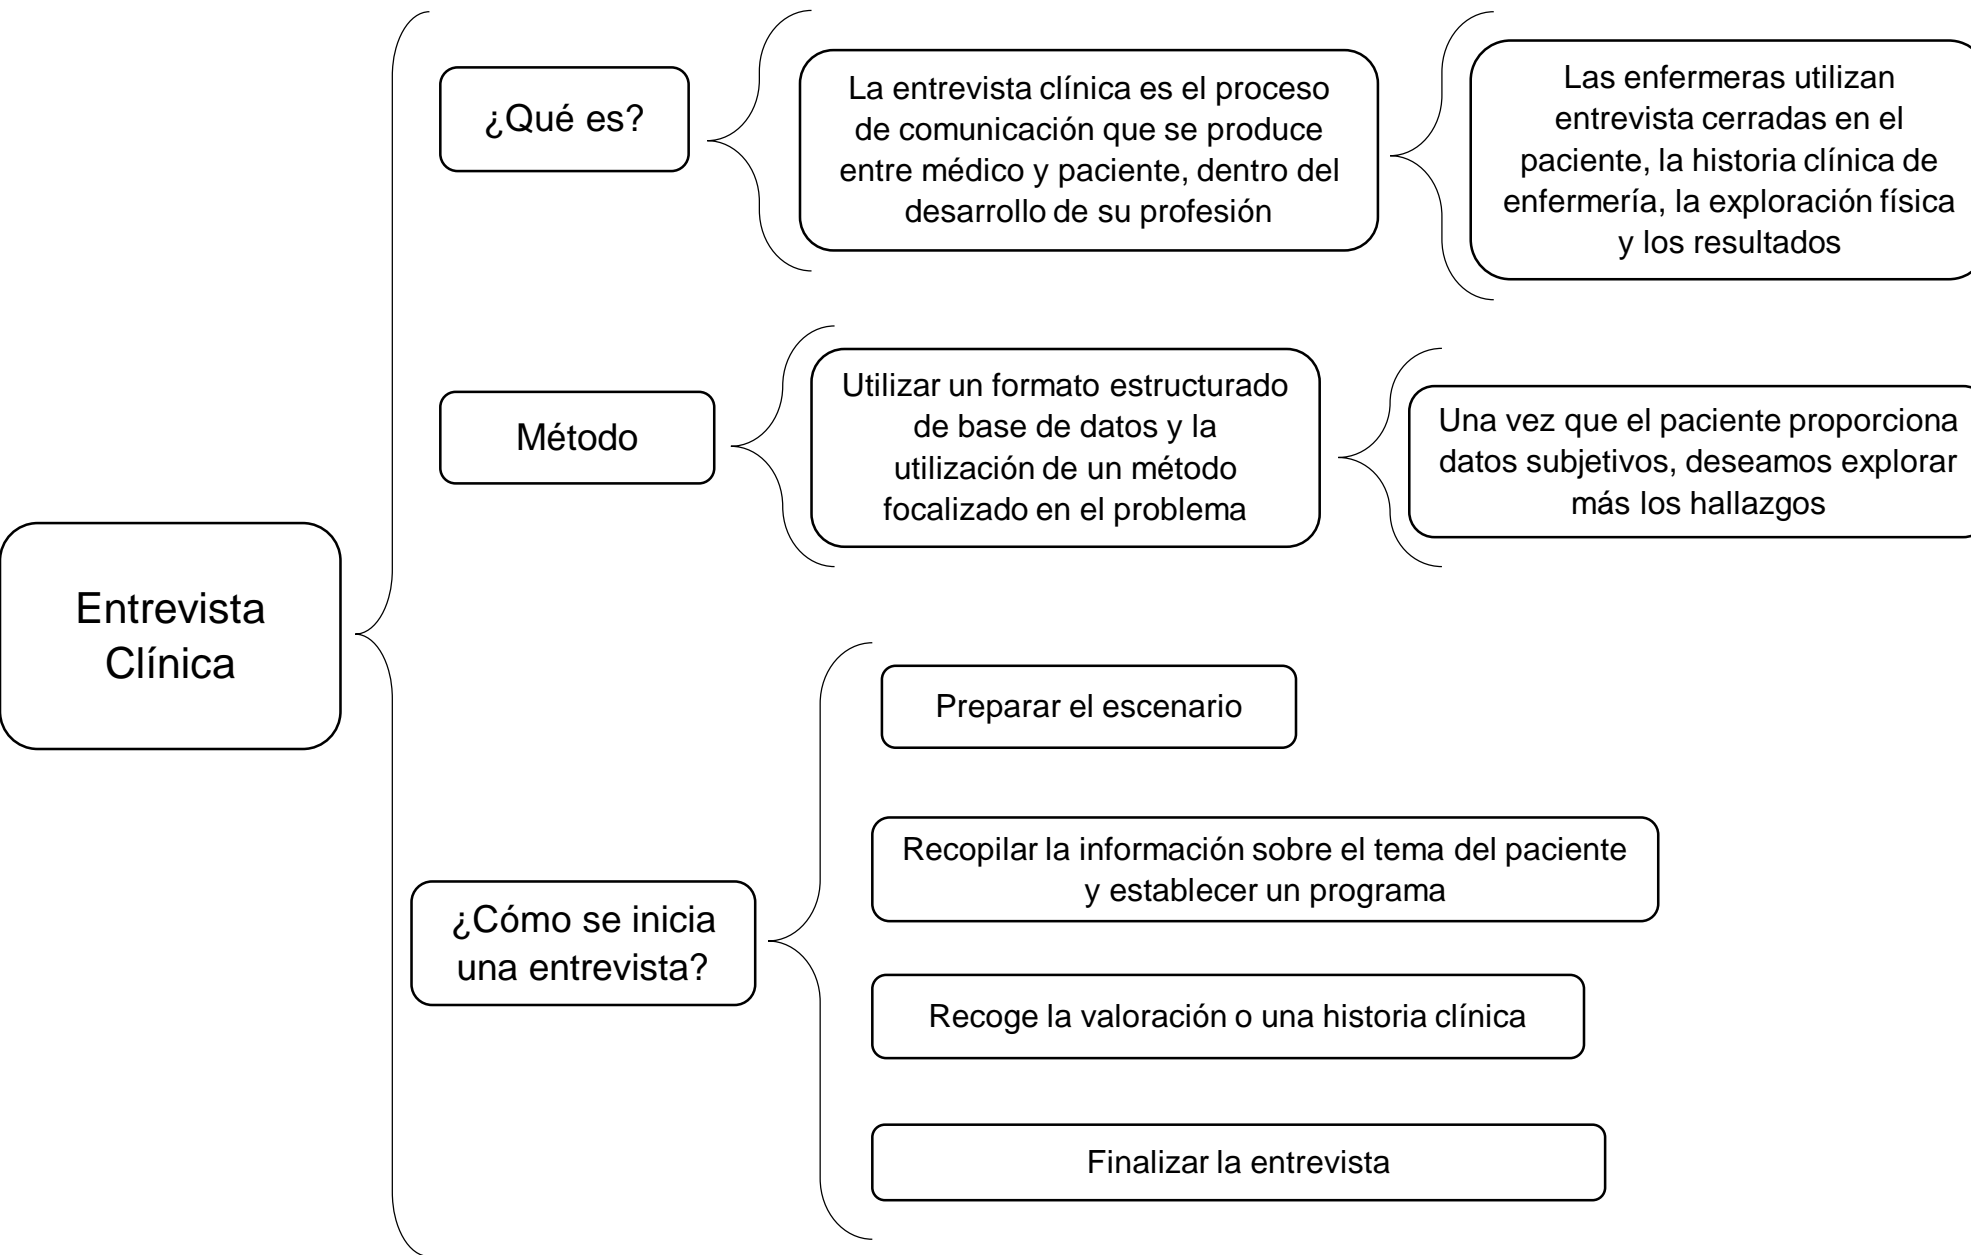 ¿Qué es?
La entrevista clínica es el proceso
de comunicación que se produce
entre médico y paciente, dentro del
desarrollo de su profesión
Las enfermeras utilizan
entrevista cerradas en el
paciente, la historia clínica de
enfermería, la exploración física
y los resultados
Método
Utilizar un formato estructurado
de base de datos y la
utilización de un método
focalizado en el problema
Una vez que el paciente proporciona
datos subjetivos, deseamos explorar
más los hallazgos
Entrevista
Clínica
¿Cómo se inicia
una entrevista?
Preparar el escenario
Recopilar la información sobre el tema del paciente
y establecer un programa
Recoge la valoración o una historia clínica
Finalizar la entrevista